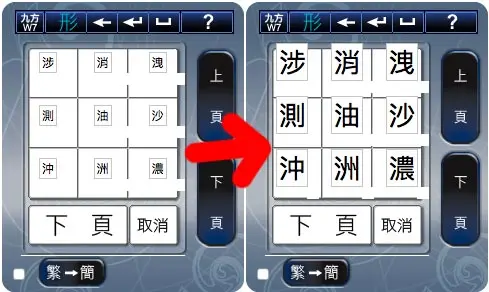 九方 W7 形 ?
涉 消 洩
測 油 沙
沖 洲 濃
下 頁 取消
上 頁
下 頁
繁→簡
九方 W7 形 ?
涉 消 洩
測 油 沙
沖 洲 濃
下 頁 取消
上 頁
下 頁
繁→簡